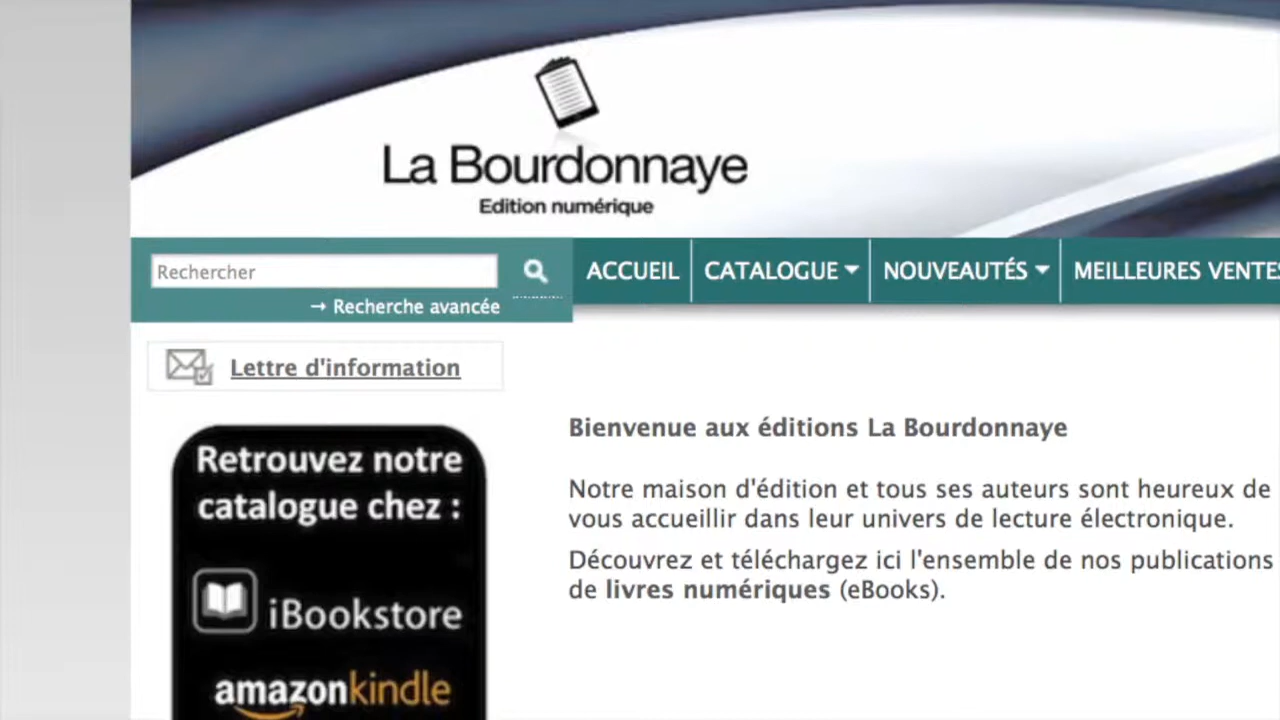 La Bourdonnaye
Edition numérique
Rechercher
→ Recherche avancée
ACCUEIL
CATALOGUE
NOUVEAUTÉS
MEILLEURES VENTES
Lettre d'information
Retrouvez notre
catalogue chez :
iBookstore
amazonkindle
Bienvenue aux éditions La Bourdonnaye
Notre maison d'édition et tous ses auteurs sont heureux de
vous accueillir dans leur univers de lecture électronique.
Découvrez et téléchargez ici l'ensemble de nos publications
de livres numériques (eBooks).